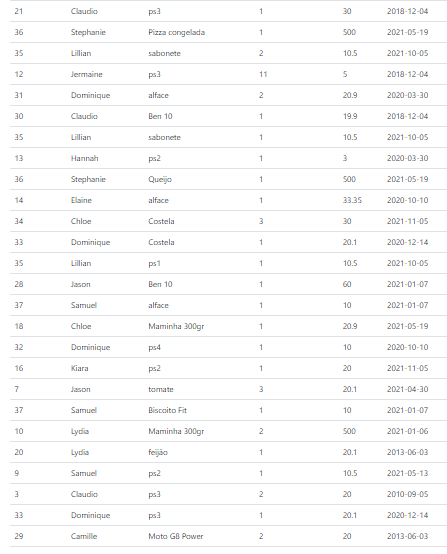 21 Claudio ps3 1 30 2018-12-04
36 Stephanie Pizza congelada 1 500 2021-05-19
35 Lillian sabonete 2 10.5 2021-10-05
12 Jermaine ps3 11 5 2018-12-04
31 Dominique alface 2 20.9 2020-03-30
30 Claudio Ben 10 1 19.9 2018-12-04
35 Lillian sabonete 1 10.5 2021-10-05
13 Hannah ps2 1 3 2020-03-30
36 Stephanie Queijo 1 500 2021-05-19
14 Elaine alface 1 33.35 2020-10-10
34 Chloe Costela 3 30 2021-11-05
33 Dominique Costela 1 20.1 2020-12-14
35 Lillian ps1 1 10.5 2021-10-05
28 Jason Ben 10 1 60 2021-01-07
37 Samuel alface 1 10 2021-01-07
18 Chloe Maminha 300gr 1 20.9 2021-05-19
32 Dominique ps4 1 10 2020-10-10
16 Kiara ps2 1 20 2021-11-05
7 Jason tomate 3 20.1 2021-04-30
37 Samuel Biscoito Fit 1 10 2021-01-07
10 Lydia Maminha 300gr 2 500 2021-01-06
20 Lydia feijão 1 20.1 2013-06-03
9 Samuel ps2 1 10.5 2021-05-13
3 Claudio ps3 2 20 2010-09-05
33 Dominique ps3 1 20.1 2020-12-14
29 Camille Moto G8 Power 2 20 2013-06-03